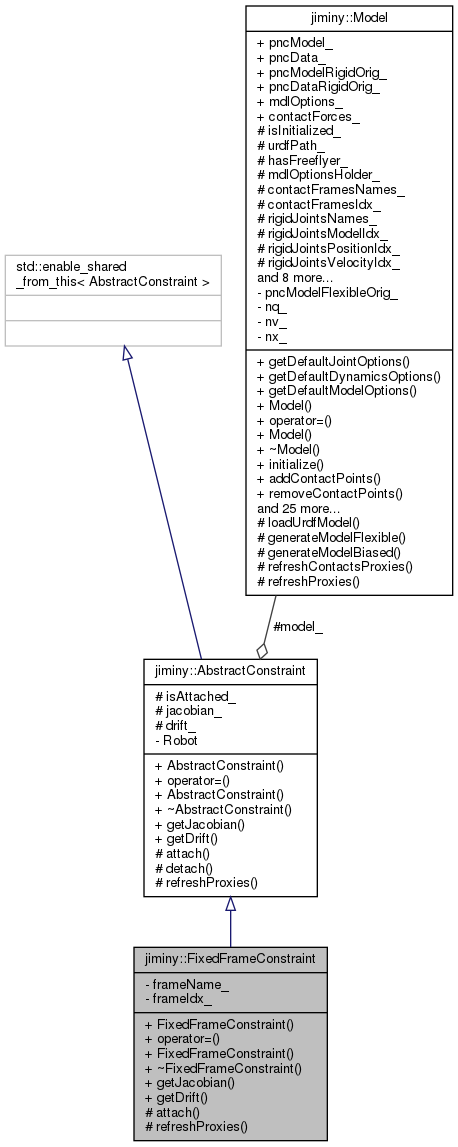 jiminy::Model
+ pncModel_
+ pncData_
+ pncModelRigidOrig_
+ pncDataRigidOrig_
+ mdlOptions_
+ contactForces_
# isInitialized_
# urdfPath_
# hasFreeflyer_
# mdlOptionsHolder_
# contactFramesNames_
# contactFramesIdx_
# rigidJointsNames_
# rigidJointsModelIdx_
# rigidJointsPositionIdx_
# rigidJointsVelocityIdx_
and 8 more...
- pncModelFlexibleOrig_
- nq_
- nv_
- nx_
+ getDefaultJointOptions()
+ getDefaultDynamicsOptions()
+ getDefaultModelOptions()
+ Model()
+ operator=()
+ Model()
+ ~Model()
+ initialize()
+ addContactPoints()
+ removeContactPoints()
and 25 more...
# loadUrdfModel()
# generateModelFlexible()
# generateModelBiased()
# refreshContactsProxies()
# refreshProxies()
std::enable_shared
_from_this< AbstractConstraint >
#model_
jiminy::AbstractConstraint
# isAttached_
# jacobian_
# drift_
- Robot
+ AbstractConstraint()
+ operator=()
+ AbstractConstraint()
+ ~AbstractConstraint()
+ getJacobian()
+ getDrift()
# attach()
# detach()
# refreshProxies()
jiminy::FixedFrameConstraint
- frameName_
- frameIdx_
+ FixedFrameConstraint()
+ operator=()
+ FixedFrameConstraint()
+ ~FixedFrameConstraint()
+ getJacobian()
+ getDrift()
# attach()
# refreshProxies()